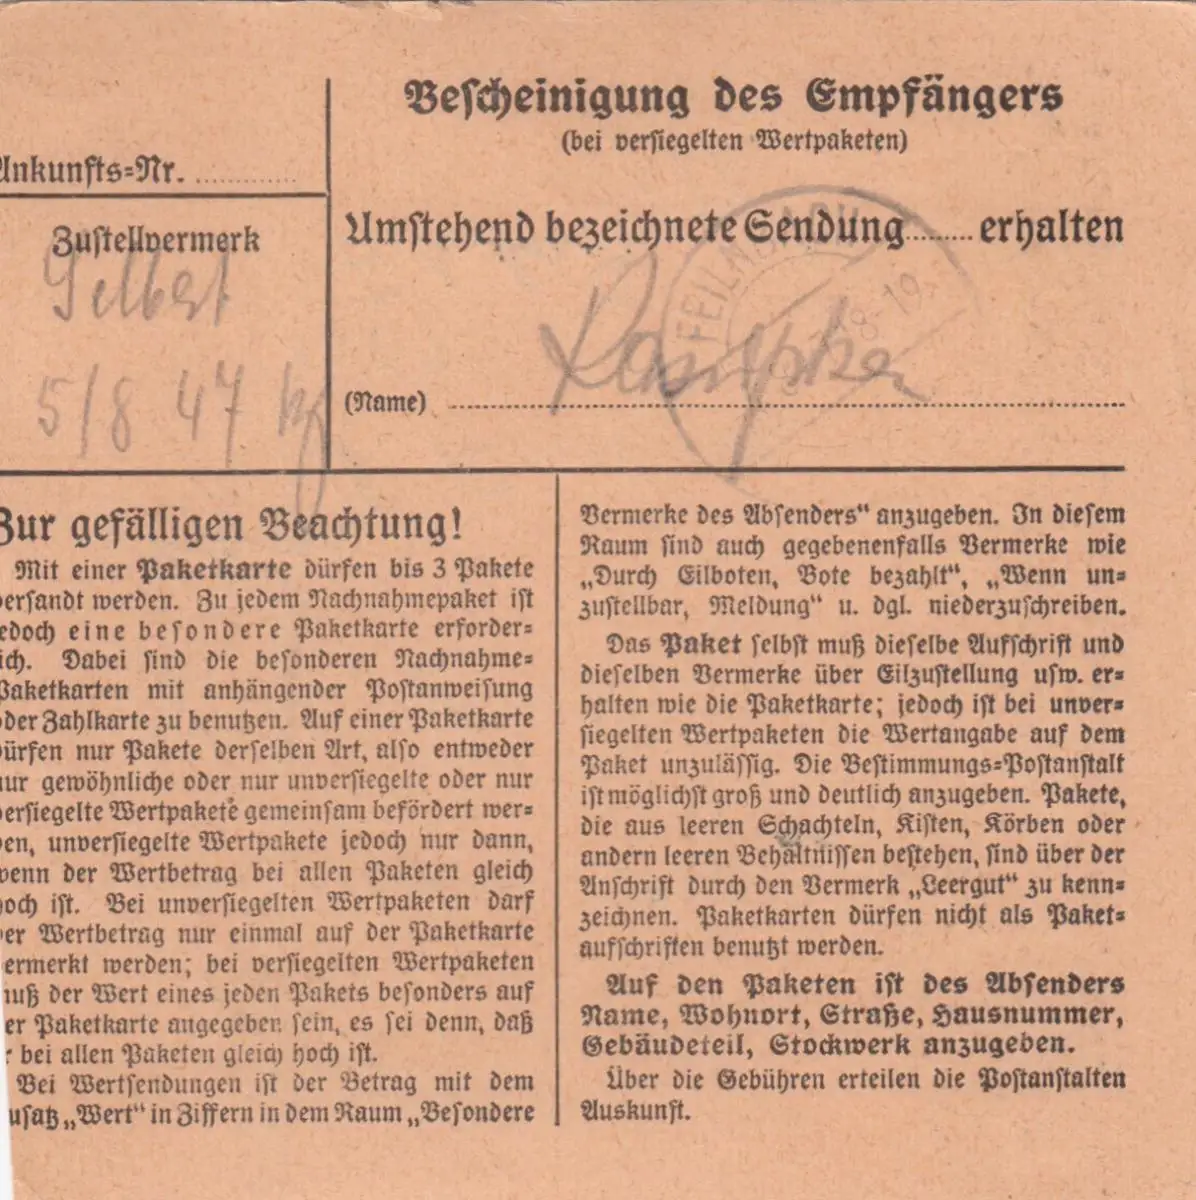 Ankunfts-Nr. ............
Zustellvermerk
Selbst
5/8 47
Bescheinigung des Empfängers
(bei versiegelten Wertpaketen)
Umstehend bezeichnete Sendung........ erhalten
FEILNBACH
8-19
(Name)
Zur gefälligen Beachtung!
Mit einer Paketkarte dürfen bis 3 Pakete
versandt werden. Zu jedem Nachnahmepaket ist
jedoch eine besondere Paketkarte erforder-
lich. Dabei sind die besonderen Nachnahme-
Paketkarten mit anhängender Postanweisung
oder Zahlkarte zu benutzen. Auf einer Paketkarte
dürfen nur Pakete derselben Art, also entweder
nur gewöhnliche oder nur unversiegelte oder nur
versiegelte Wertpakete gemeinsam befördert wer-
den, unversiegelte Wertpakete jedoch nur dann,
wenn der Wertbetrag bei allen Paketen gleich
hoch ist. Bei unversiegelten Wertpaketen darf
der Wertbetrag nur einmal auf der Paketkarte
vermerkt werden; bei versiegelten Wertpaketen
muß der Wert eines jeden Pakets besonders auf
der Paketkarte angegeben sein, es sei denn, daß
r bei allen Paketen gleich hoch ist.
Bei Wertsendungen ist der Betrag mit dem
usatz „Wert" in Ziffern in dem Raum „Besondere
Vermerke des Absenders" anzugeben. In diesem
Raum sind auch gegebenenfalls Vermerke wie
„Durch Eilboten, Bote bezahlt", „Wenn un-
zustellbar, Meldung" u. dgl. niederzuschreiben.
Das Paket selbst muß dieselbe Aufschrift und
dieselben Vermerke über Eilzustellung usw. er-
halten wie die Paketkarte; jedoch ist bei unver-
siegelten Wertpaketen die Wertangabe auf dem
Paket unzulässig. Die Bestimmungs-Postanstalt
ist möglichst groß und deutlich anzugeben. Pakete,
die aus leeren Schachteln, Kisten, Körben oder
andern leeren Behältnissen bestehen, sind über der
Anschrift durch den Vermerk „Leergut" zu kenn-
zeichnen. Paketkarten dürfen nicht als Paket-
aufschriften benutzt werden.
Auf den Paketen ist des Absenders
Name, Wohnort, Straße, Hausnummer,
Gebäudeteil, Stockwerk anzugeben.
Über die Gebühren erteilen die Postanstalten
Auskunft.